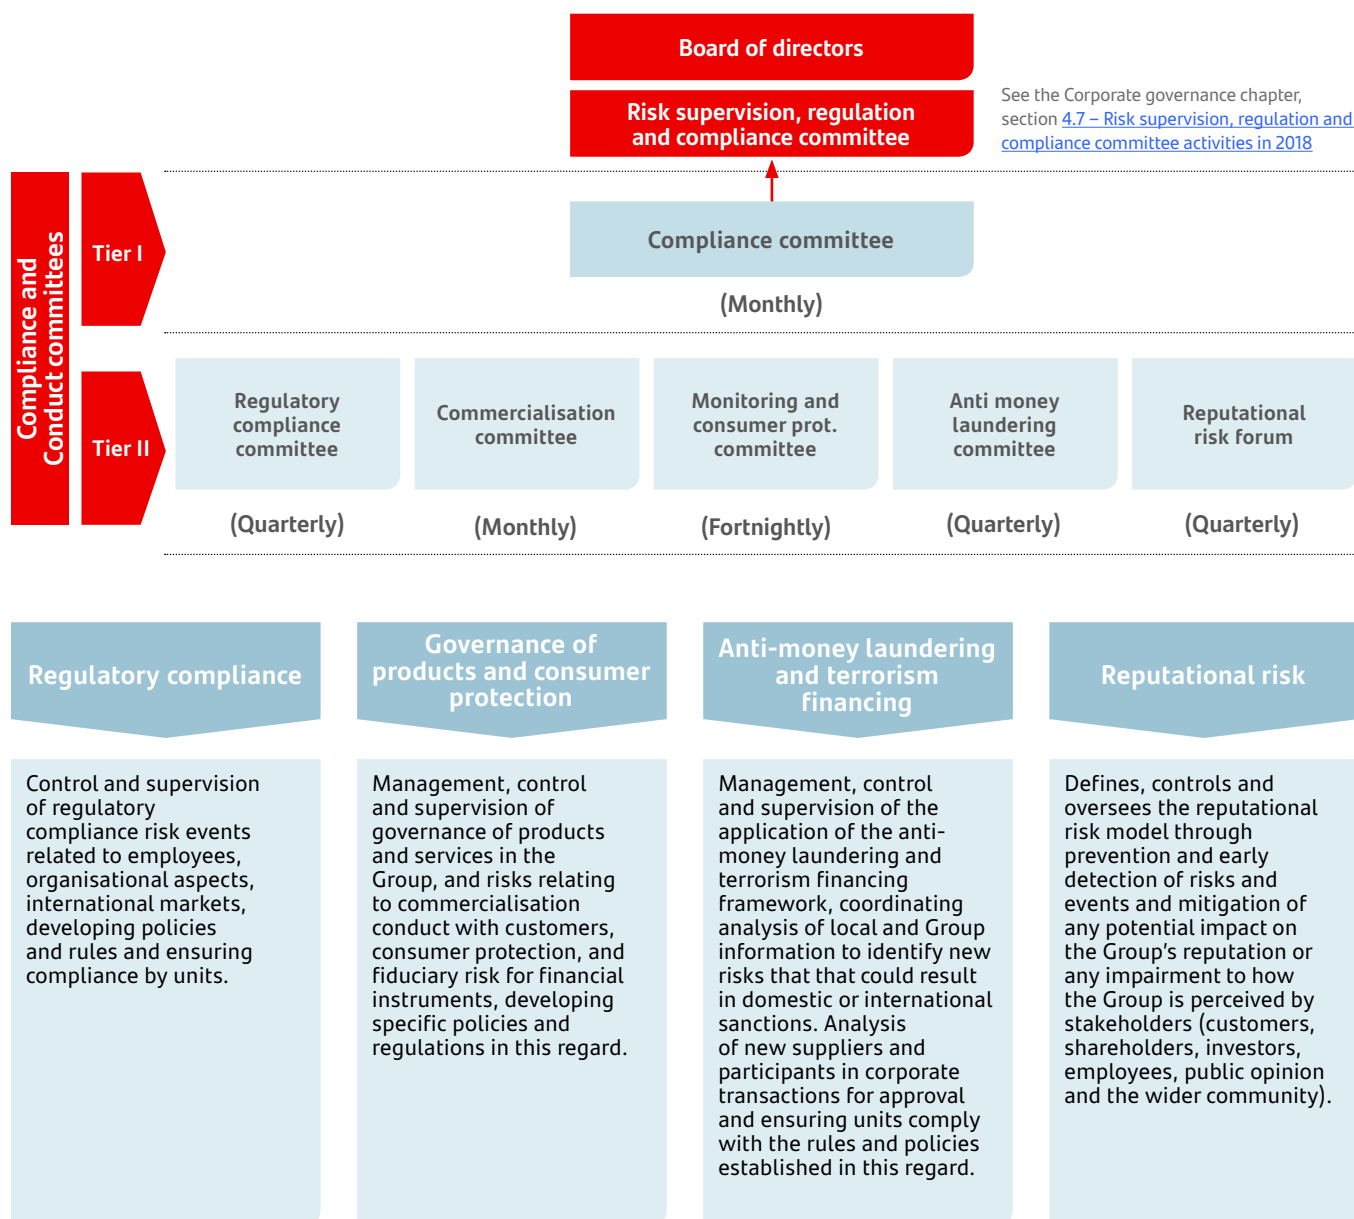 Board of directors
Risk supervision, regulation
and compliance committee
See the Corporate governance chapter,
section 4.7 – Risk supervision, regulation and
compliance committee activities in 2018
Compliance and
Conduct committees
Tier I
Compliance committee
(Monthly)
Tier II
Regulatory
compliance
committee
(Quarterly)
Commercialisation
committee
(Monthly)
Monitoring and
consumer prot.
committee
(Fortnightly)
Anti money
laundering
committee
(Quarterly)
Reputational
risk forum
(Quarterly)
Regulatory compliance
Control and supervision
of regulatory
compliance risk events
related to employees,
organisational aspects,
international markets,
developing policies
and rules and ensuring
compliance by units.
Governance of
products and consumer
protection
Management, control
and supervision of
governance of products
and services in the
Group, and risks relating
to commercialisation
conduct with customers,
consumer protection, and
fiduciary risk for financial
instruments, developing
specific policies and
regulations in this regard.
Anti-money laundering
and terrorism
financing
Management, control
and supervision of the
application of the anti-
money laundering and
terrorism financing
framework, coordinating
analysis of local and Group
information to identify new
risks that that could result
in domestic or international
sanctions. Analysis
of new suppliers and
participants in corporate
transactions for approval
and ensuring units comply
with the rules and policies
established in this regard.
Reputational risk
Defines, controls and
oversees the reputational
risk model through
prevention and early
detection of risks and
events and mitigation of
any potential impact on
the Group's reputation or
any impairment to how
the Group is perceived by
stakeholders (customers,
shareholders, investors,
employees, public opinion
and the wider community).